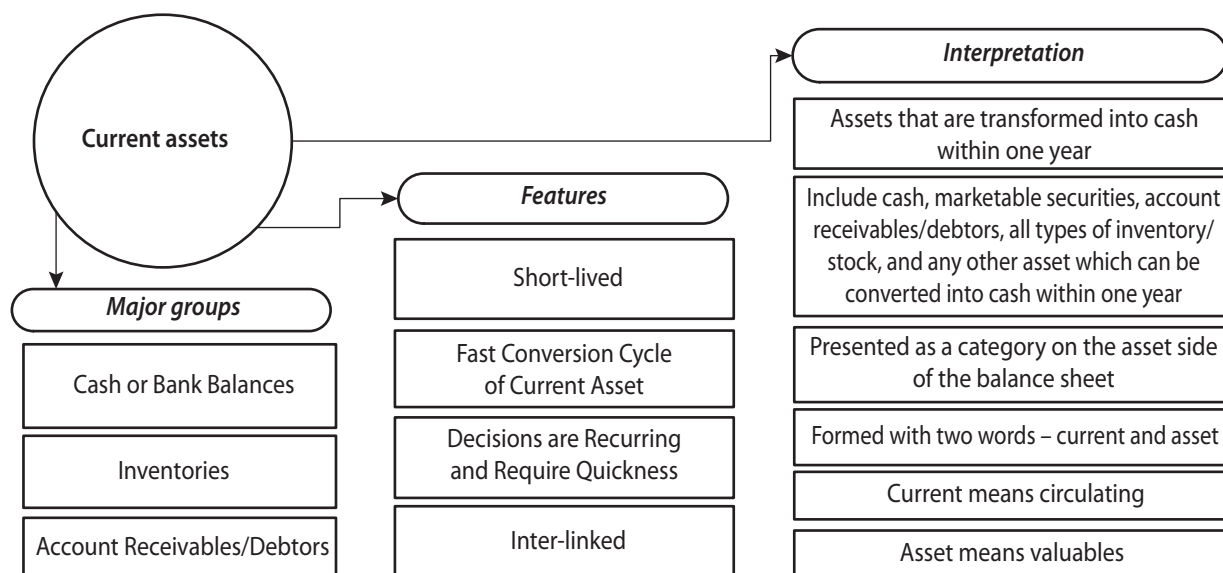 Current assets
Major groups
Cash or Bank Balances
Inventories
Account Receivables/Debtors
Features
Short-lived
Fast Conversion Cycle
of Current Asset
Decisions are Recurring
and Require Quickness
Inter-linked
Interpretation
Assets that are transformed into cash
within one year
Include cash, marketable securities, account
receivables/debtors, all types of inventory/
stock, and any other asset which can be
converted into cash within one year
Presented as a category on the asset side
of the balance sheet
Formed with two words – current and asset
Current means circulating
Asset means valuables